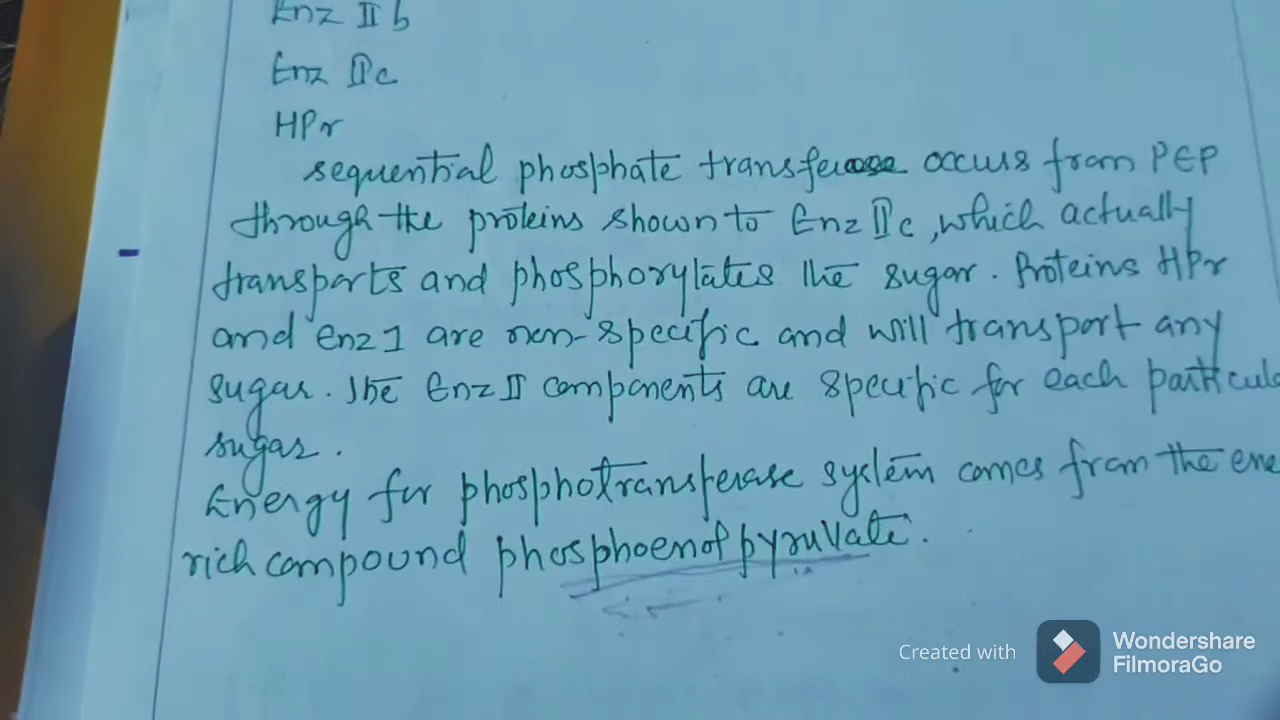 Enz II b
Enz IIc
HPr
sequential phosphate transferase occurs from PEP
through the proteins shown to Enz IIc, which actually
transports and phosphorylates the sugar. Proteins HPr
and enz I are non-specific and will transport any
sugar. The Enz II components are specific for each particula
sugar.
Energy for phosphotransferase system comes from the ene
rich compound phosphoenol pyruvate.
Created with
Wondershare
FilmoraGo